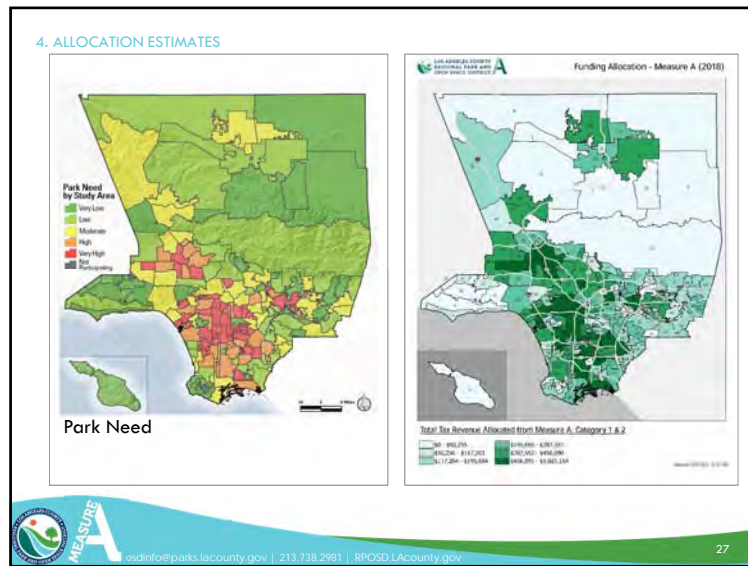 4. ALLOCATION ESTIMATES
Park Need
by Study Area
Very Low
Low
Moderate
High
Very High
Not
Participating
Park Need
LOS ANGELES COUNTY
REGIONAL PARK AND
OPEN SPACE DISTRICT
A
Funding Allocation - Measure A (2018)
Total Tax Revenue Allocated from Measure A: Category 1 & 2
MEASURE
A
osdinfo@parks.lacounty.gov | 213.738.2981 | RPOSD.LAcounty.gov
27